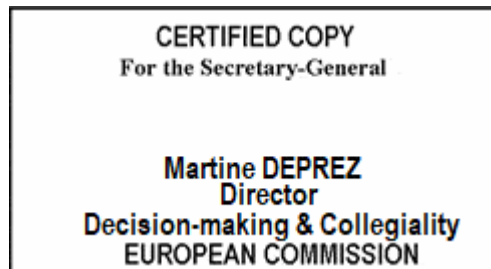 CERTIFIED COPY
For the Secretary-General
Martine DEPREZ
Director
Decision-making & Collegiality
EUROPEAN COMMISSION